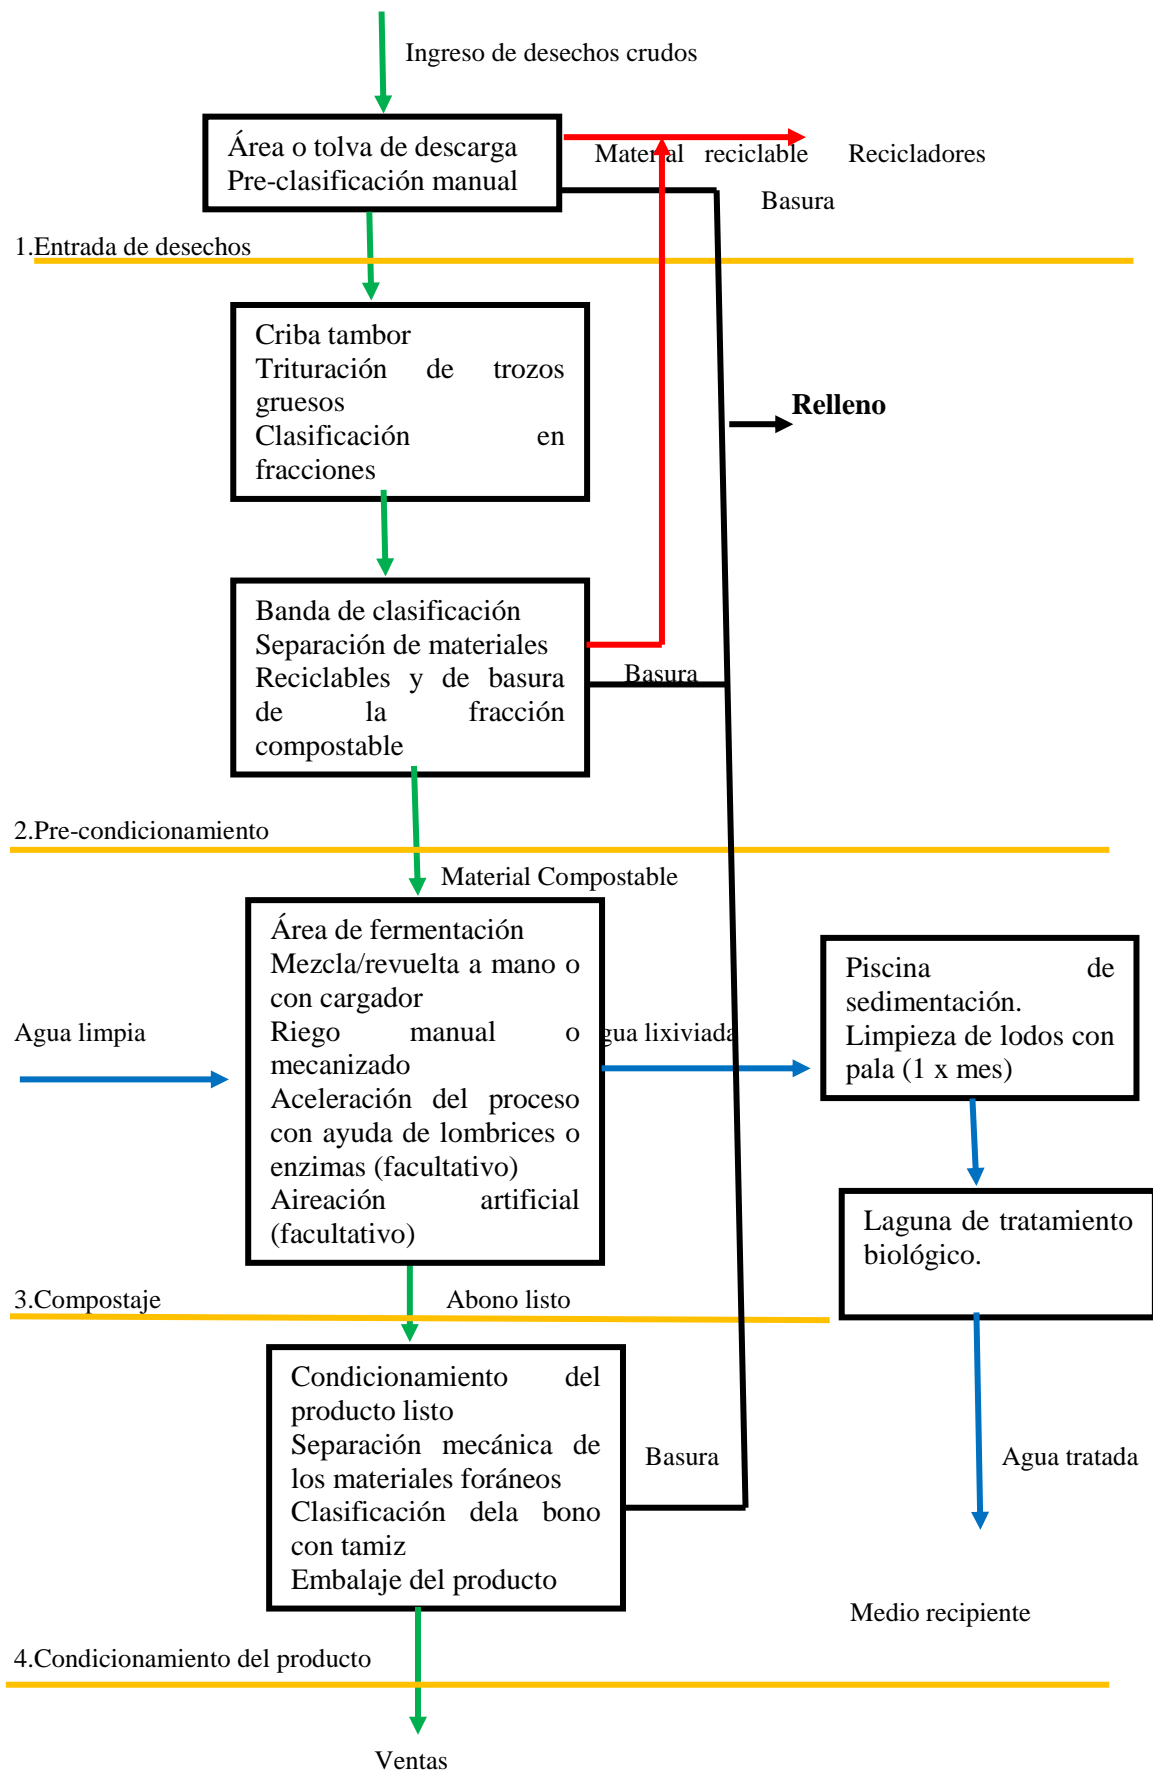 Ingreso de desechos crudos
Área o tolva de descarga
Pre-clasificación manual
Material reciclable
Recicladores
Basura
1.Entrada de desechos
Criba tambor
Trituración de trozos
gruesos
Clasificación en
fracciones
Relleno
Banda de clasificación
Separación de materiales
Reciclables y de basura
de la fracción
compostable
Basura
2.Pre-condicionamiento
Material Compostable
Área de fermentación
Mezcla/revuelta a mano o
con cargador
Riego manual o
mecanizado
Aceleración del proceso
con ayuda de lombrices o
enzimas (facultativo)
Aireación artificial
(facultativo)
Agua limpia
gua lixiviada
Piscina de
sedimentación.
Limpieza de lodos con
pala (1 x mes)
Laguna de tratamiento
biológico.
3.Compostaje
Abono listo
Condicionamiento del
producto listo
Separación mecánica de
los materiales foráneos
Clasificación dela bono
con tamiz
Embalaje del producto
Basura
Agua tratada
Medio recipiente
4.Condicionamiento del producto
Ventas